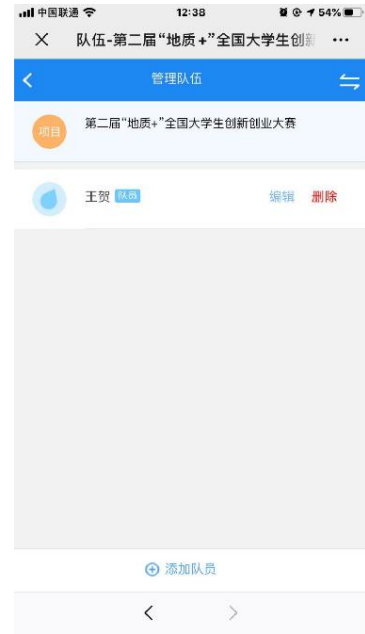 中国联通 12:38 54%
队伍-第二届“地质+”全国大学生创新
管理队伍
项目 第二届“地质+”全国大学生创新创业大赛
王贺 队员 编辑 删除
添加队员